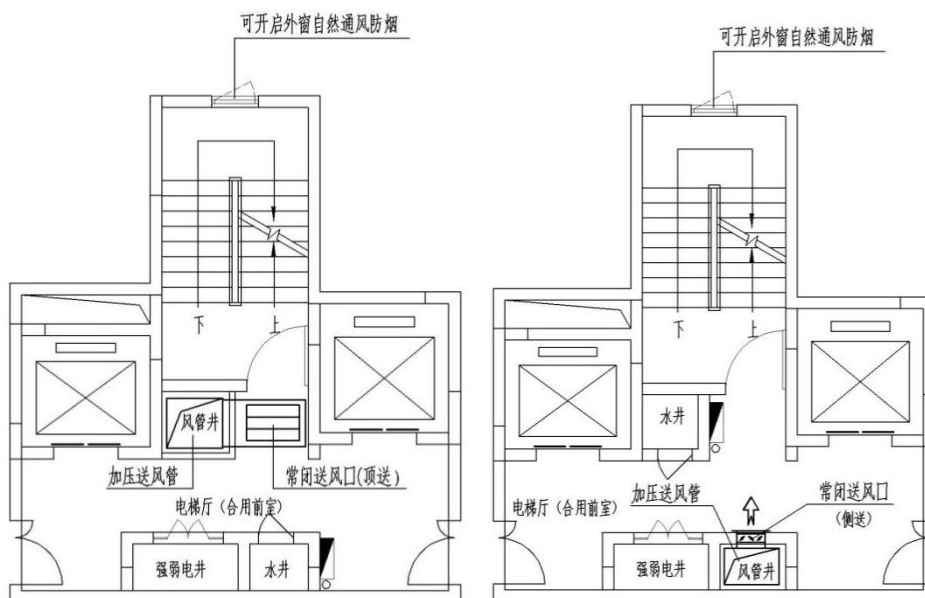 可开启外窗自然通风防烟
下
上
风管井
加压送风管
常闭送风口(顶送)
电梯厅(合用前室)
强弱电井
水井
可开启外窗自然通风防烟
下
上
水井
电梯厅(合用前室)
加压送风管
常闭送风口
(侧送)
强弱电井
风管井